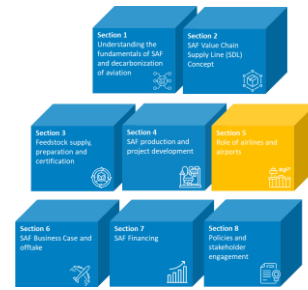 Section 1
Understanding the
fundamentals of SAF
and decarbonization
of aviation
Section 2
SAF Value Chain
Supply Line (SDL)
Concept
Section 3
Feedstock supply,
preparation and
certification
Section 4
SAF production and
project development
Section 5
Role of airlines and
airports
Section 6
SAF Business Case and
offtake
Section 7
SAF Financing
Section 8
Policies and
stakeholder
engagement